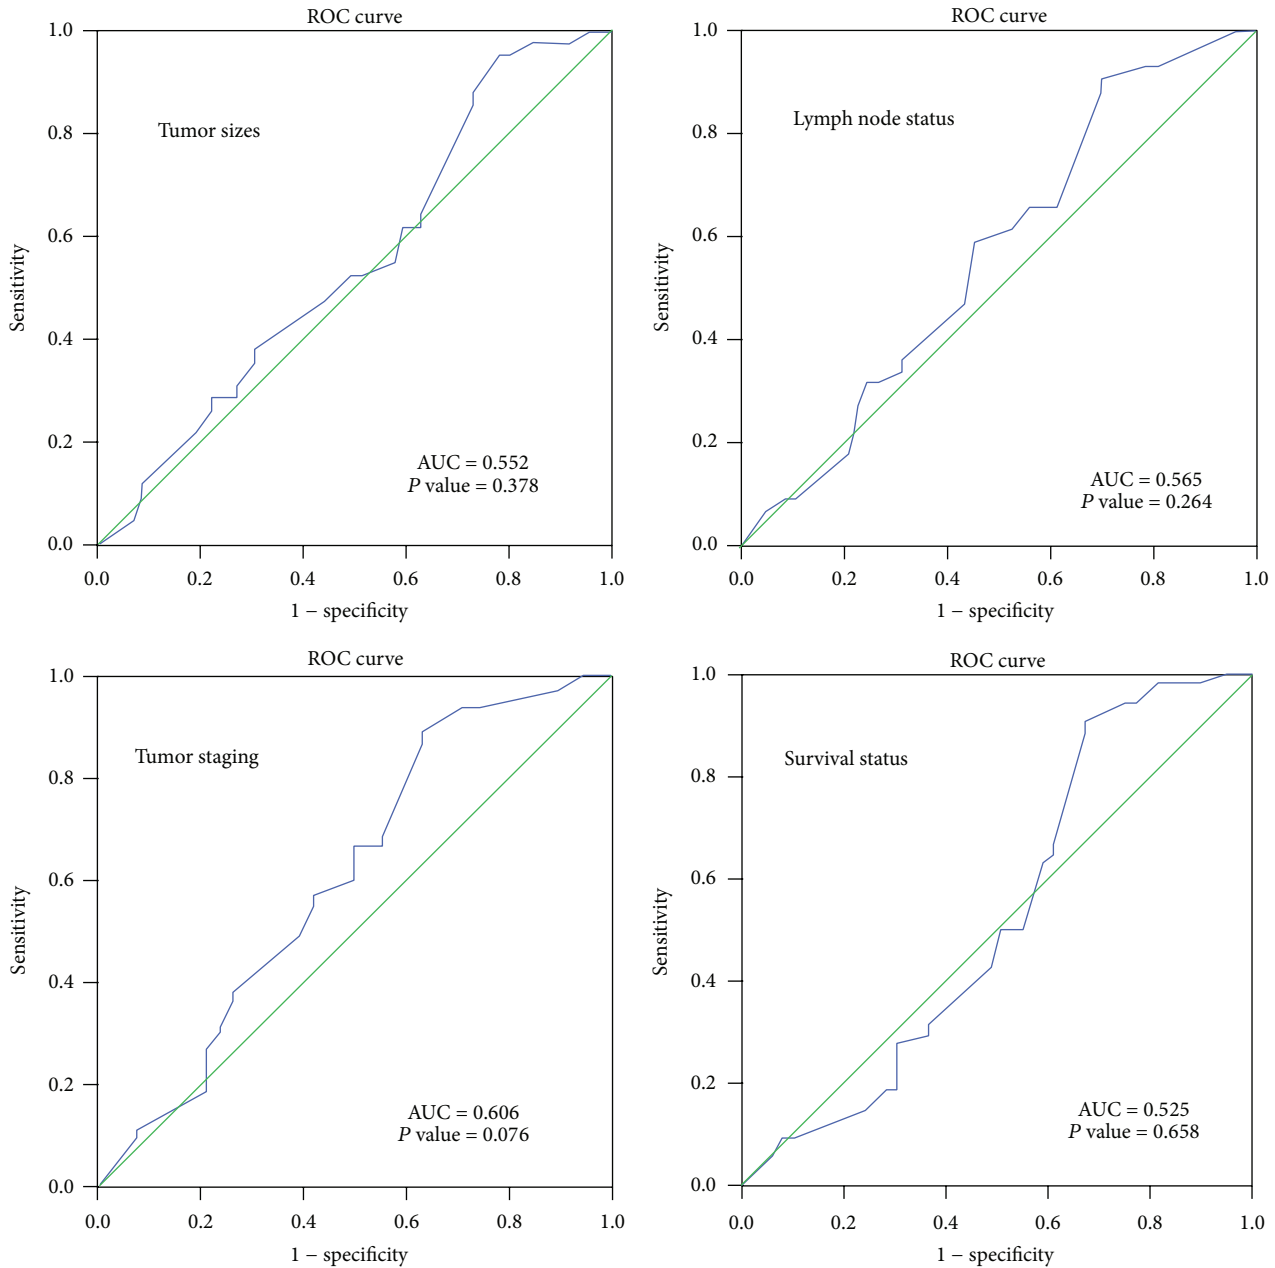 ROC curve
1.0
0.8
0.6
0.4
0.2
0.0
Sensitivity
Tumor sizes
AUC = 0.552
P value = 0.378
0.0 0.2 0.4 0.6 0.8 1.0
1 − specificity
ROC curve
1.0
0.8
0.6
0.4
0.2
0.0
Sensitivity
Lymph node status
AUC = 0.565
P value = 0.264
0.0 0.2 0.4 0.6 0.8 1.0
1 − specificity
ROC curve
1.0
0.8
0.6
0.4
0.2
0.0
Sensitivity
Tumor staging
AUC = 0.606
P value = 0.076
0.0 0.2 0.4 0.6 0.8 1.0
1 − specificity
ROC curve
1.0
0.8
0.6
0.4
0.2
0.0
Sensitivity
Survival status
AUC = 0.525
P value = 0.658
0.0 0.2 0.4 0.6 0.8 1.0
1 − specificity